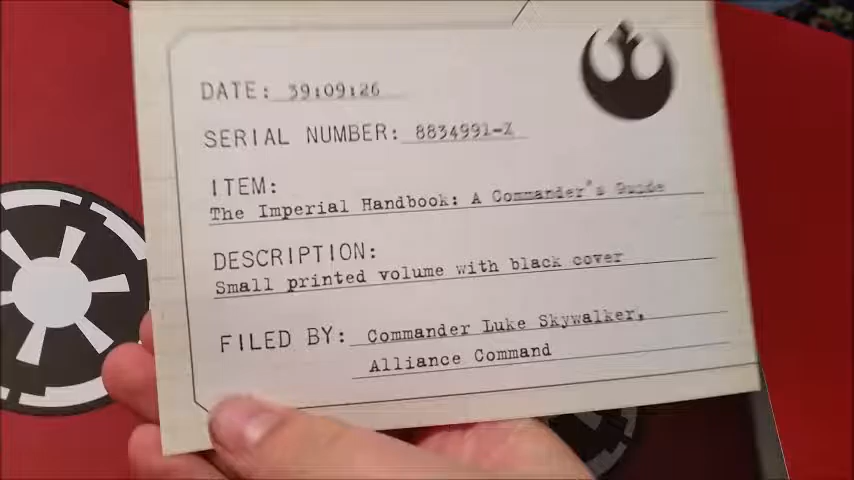 DATE: 39:09:26
SERIAL NUMBER: 8834991-Z
ITEM:
The Imperial Handbook: A Commander's Guide
DESCRIPTION:
Small printed volume with black cover
FILED BY: Commander Luke Skywalker,
Alliance Command